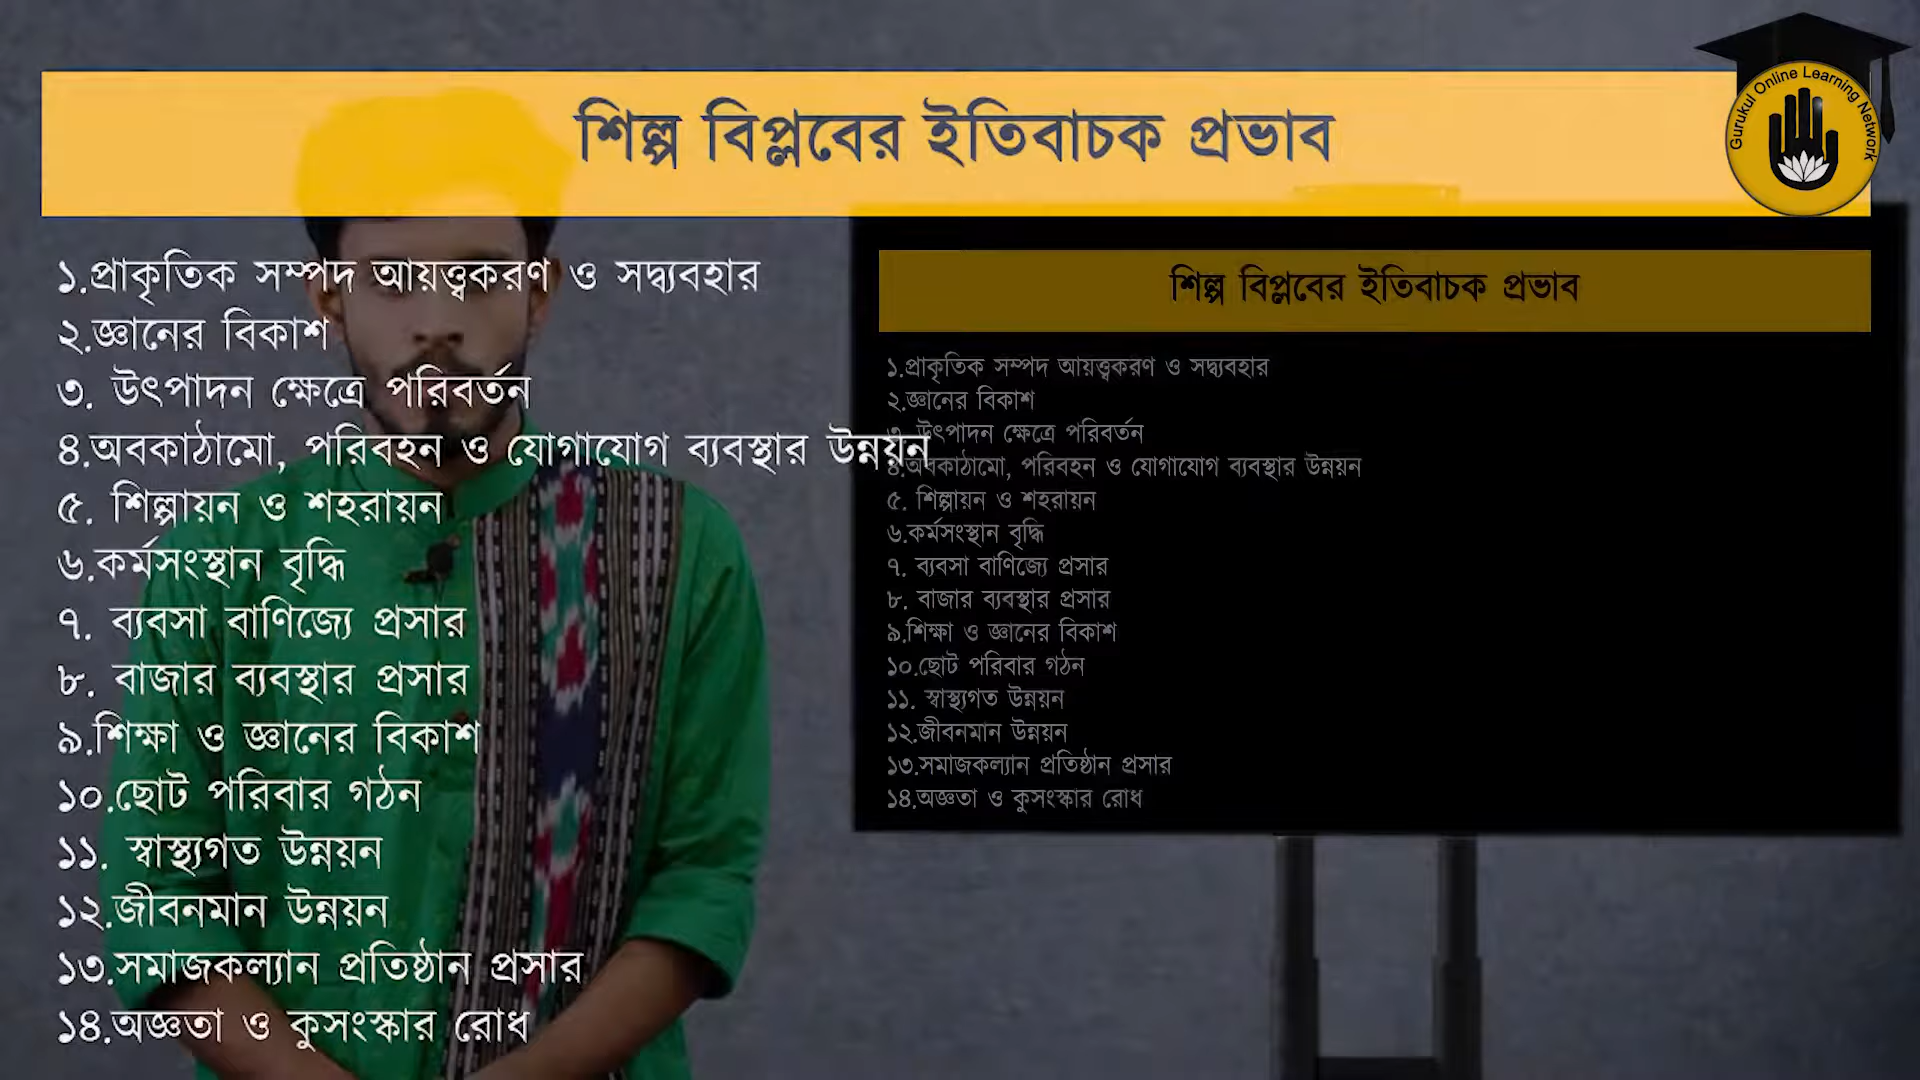 শিল্প বিপ্লবের ইতিবাচক প্রভাব
Gurukul Online Learning Network
১.প্রাকৃতিক সম্পদ আয়ত্ত্বকরণ ও সদ্ব্যবহার
২.জ্ঞানের বিকাশ
৩. উৎপাদন ক্ষেত্রে পরিবর্তন
৪.অবকাঠামো, পরিবহন ও যোগাযোগ ব্যবস্থার উন্নয়ন
৫. শিল্পায়ন ও শহরায়ন
৬.কর্মসংস্থান বৃদ্ধি
৭. ব্যবসা বাণিজ্যে প্রসার
৮. বাজার ব্যবস্থার প্রসার
৯.শিক্ষা ও জ্ঞানের বিকাশ
১০.ছোট পরিবার গঠন
১১. স্বাস্থ্যগত উন্নয়ন
১২.জীবনমান উন্নয়ন
১৩.সমাজকল্যান প্রতিষ্ঠান প্রসার
১৪.অজ্ঞতা ও কুসংস্কার রোধ
শিল্প বিপ্লবের ইতিবাচক প্রভাব
১.প্রাকৃতিক সম্পদ আয়ত্ত্বকরণ ও সদ্ব্যবহার
২.জ্ঞানের বিকাশ
৩. উৎপাদন ক্ষেত্রে পরিবর্তন
৪.অবকাঠামো, পরিবহন ও যোগাযোগ ব্যবস্থার উন্নয়ন
৫. শিল্পায়ন ও শহরায়ন
৬.কর্মসংস্থান বৃদ্ধি
৭. ব্যবসা বাণিজ্যে প্রসার
৮. বাজার ব্যবস্থার প্রসার
৯.শিক্ষা ও জ্ঞানের বিকাশ
১০.ছোট পরিবার গঠন
১১. স্বাস্থ্যগত উন্নয়ন
১২.জীবনমান উন্নয়ন
১৩.সমাজকল্যান প্রতিষ্ঠান প্রসার
১৪.অজ্ঞতা ও কুসংস্কার রোধ